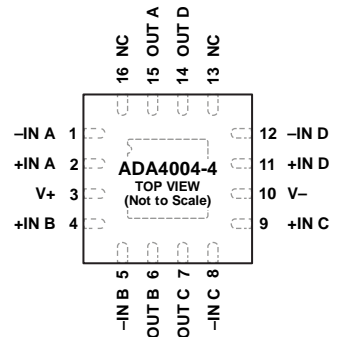 16 NC
15 OUT A
14 OUT D
13 NC
–IN A 1
+IN A 2
V+ 3
+IN B 4
12 –IN D
11 +IN D
10 V–
9 +IN C
ADA4004-4
TOP VIEW
(Not to Scale)
–IN B 5
OUT B 6
OUT C 7
–IN C 8